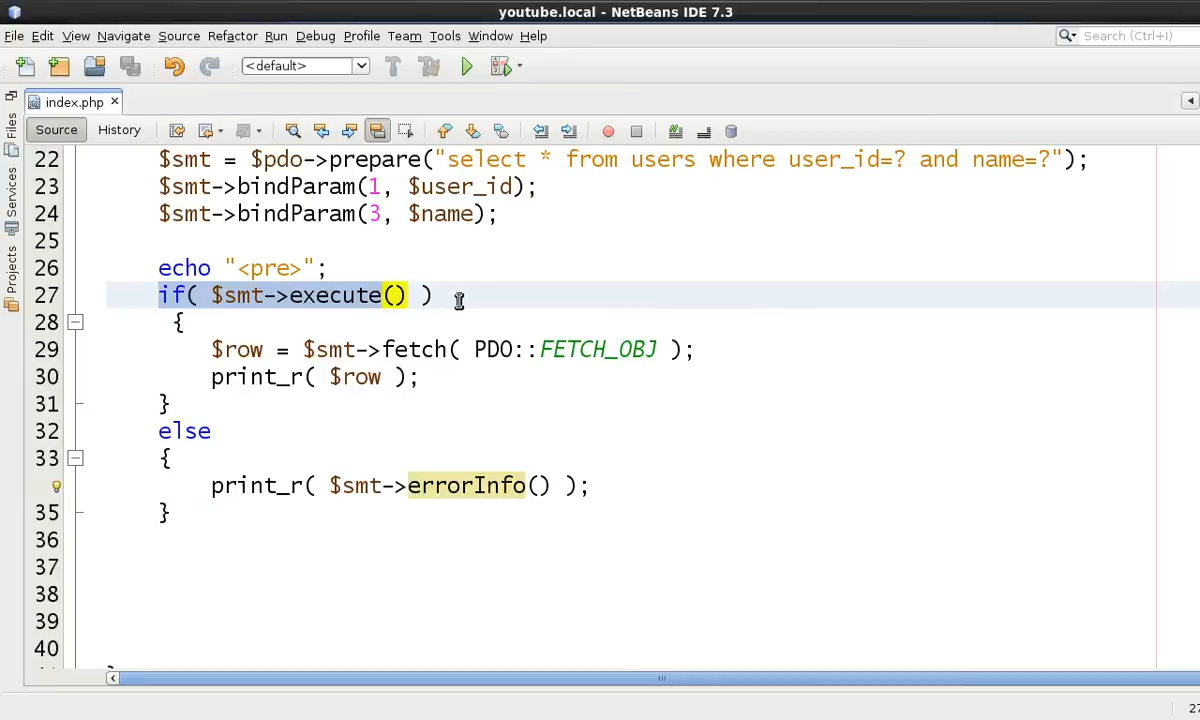 youtube.local - NetBeans IDE 7.3
File Edit View Navigate Source Refactor Run Debug Profile Team Tools Window Help
Search (Ctrl+I)
<default>
index.php
Source History
Files
Services
Projects
22 $smt = $pdo->prepare("select * from users where user_id=? and name=?");
23 $smt->bindParam(1, $user_id);
24 $smt->bindParam(3, $name);
25
26 echo "<pre>";
27 if( $smt->execute() )
28 {
29 $row = $smt->fetch( PDO::FETCH_OBJ );
30 print_r( $row );
31 }
32 else
33 {
print_r( $smt->errorInfo() );
35 }
36
37
38
39
40
27